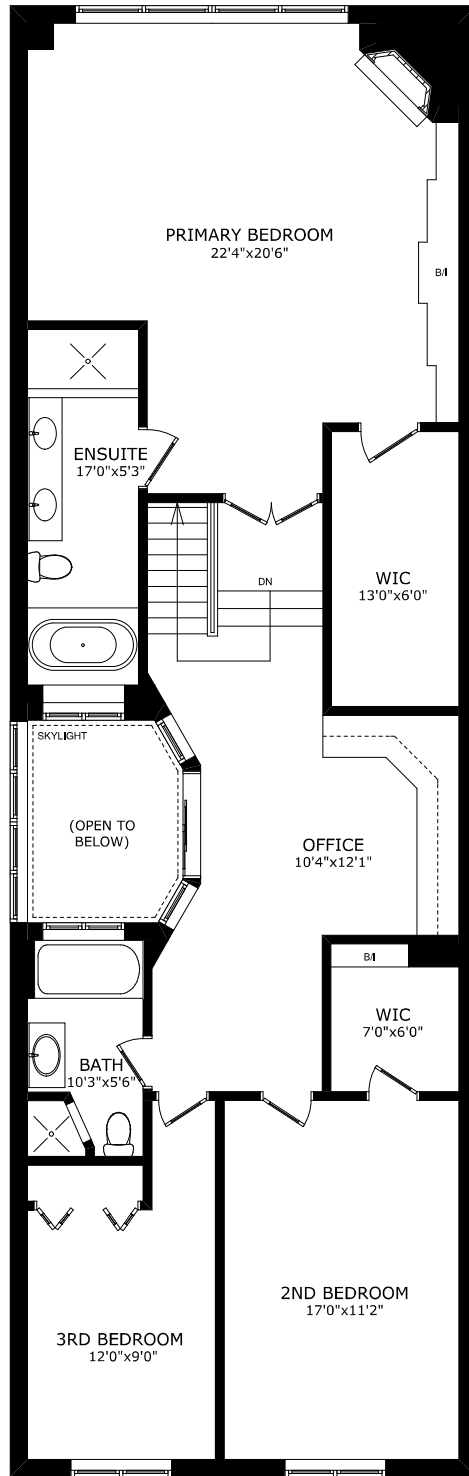 PRIMARY BEDROOM
22'4"x20'6"
B/I
ENSUITE
17'0"x5'3"
WIC
13'0"x6'0"
DN
SKYLIGHT
(OPEN TO
BELOW)
OFFICE
10'4"x12'1"
B/I
WIC
7'0"x6'0"
BATH
10'3"x5'6"
2ND BEDROOM
17'0"x11'2"
3RD BEDROOM
12'0"x9'0"